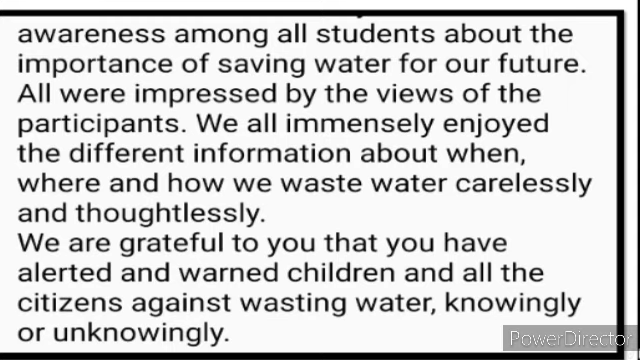 awareness among all students about the
importance of saving water for our future.
All were impressed by the views of the
participants. We all immensely enjoyed
the different information about when,
where and how we waste water carelessly
and thoughtlessly.
We are grateful to you that you have
alerted and warned children and all the
citizens against wasting water, knowingly
or unknowingly.
PowerDirector